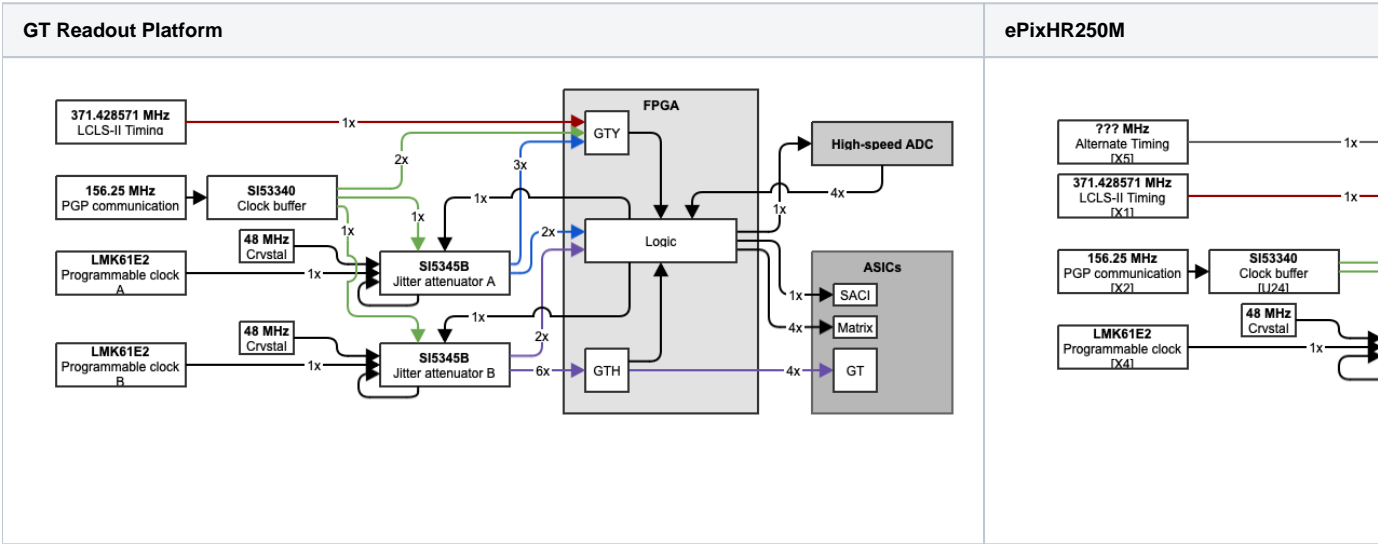 GT Readout Platform
371.428571 MHz
LCLS-II Timing
1x
156.25 MHz
PGP communication
SI53340
Clock buffer
2x
1x
1x
3x
48 MHz
Crystal
LMK61E2
Programmable clock
A
1x
SI5345B
Jitter attenuator A
1x
2x
48 MHz
Crystal
LMK61E2
Programmable clock
B
1x
SI5345B
Jitter attenuator B
1x
2x
6x
FPGA
GTY
Logic
GTH
High-speed ADC
4x
1x
ASICs
1x
SACI
4x
Matrix
4x
GT
ePixHR250M
??? MHz
Alternate Timing
[X5]
1x
371.428571 MHz
LCLS-II Timing
[X1]
1x
156.25 MHz
PGP communication
[X2]
SI53340
Clock buffer
[U24]
48 MHz
Crystal
LMK61E2
Programmable clock
[X4]
1x